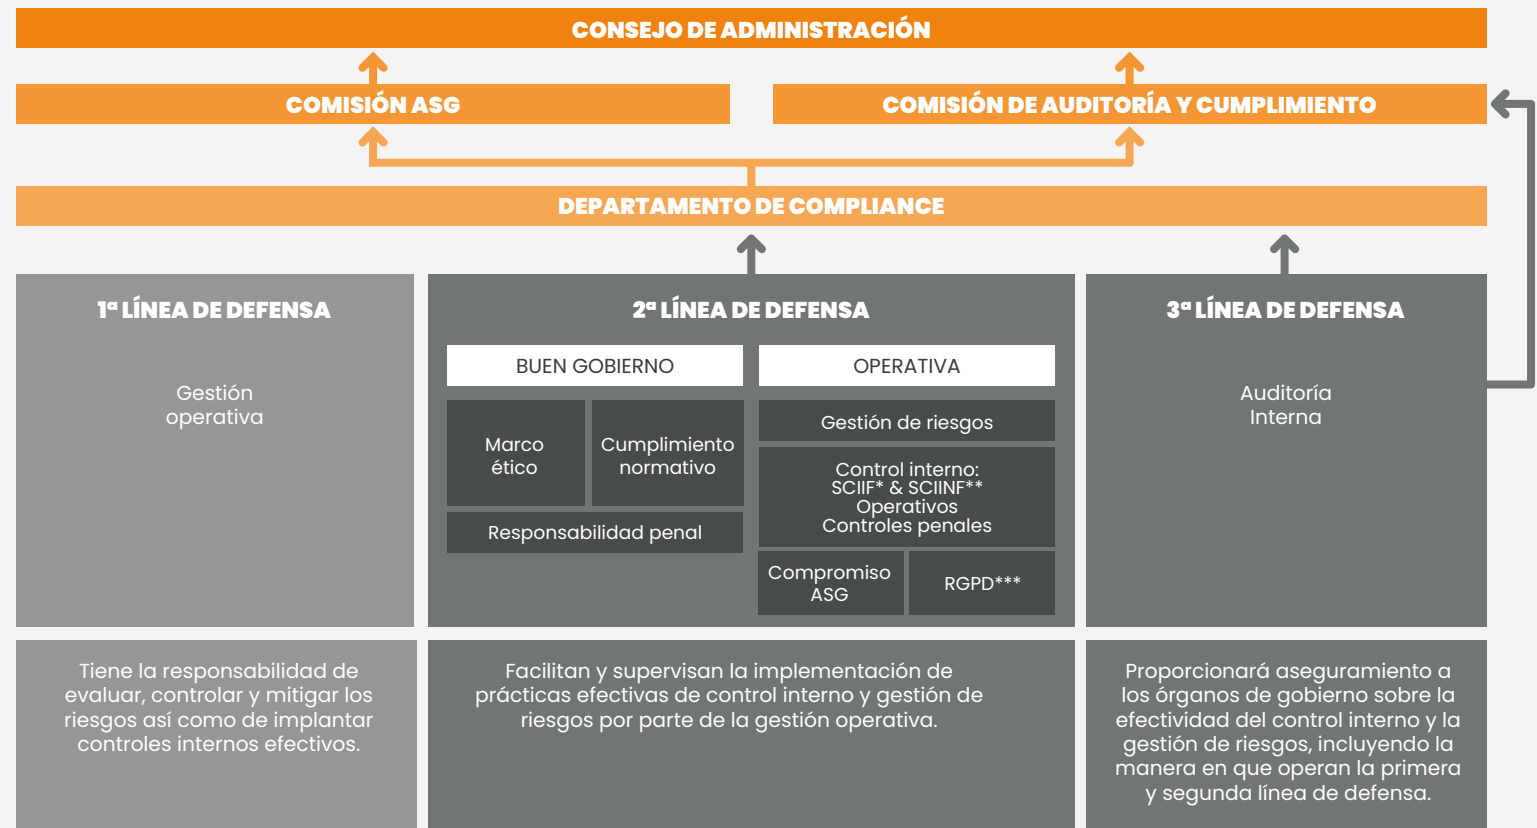 CONSEJO DE ADMINISTRACIÓN
COMISIÓN ASG
COMISIÓN DE AUDITORÍA Y CUMPLIMIENTO
DEPARTAMENTO DE COMPLIANCE
1ª LÍNEA DE DEFENSA
Gestión
operativa
2ª LÍNEA DE DEFENSA
BUEN GOBIERNO
Marco
ético
Cumplimiento
normativo
Responsabilidad penal
OPERATIVA
Gestión de riesgos
Control interno:
SCIIF* & SCIINF**
Operativos
Controles penales
Compromiso
ASG
RGPD***
3ª LÍNEA DE DEFENSA
Auditoría
Interna
Tiene la responsabilidad de
evaluar, controlar y mitigar los
riesgos así como de implantar
controles internos efectivos.
Facilitan y supervisan la implementación de
prácticas efectivas de control interno y gestión de
riesgos por parte de la gestión operativa.
Proporcionará aseguramiento a
los órganos de gobierno sobre la
efectividad del control interno y la
gestión de riesgos, incluyendo la
manera en que operan la primera
y segunda línea de defensa.